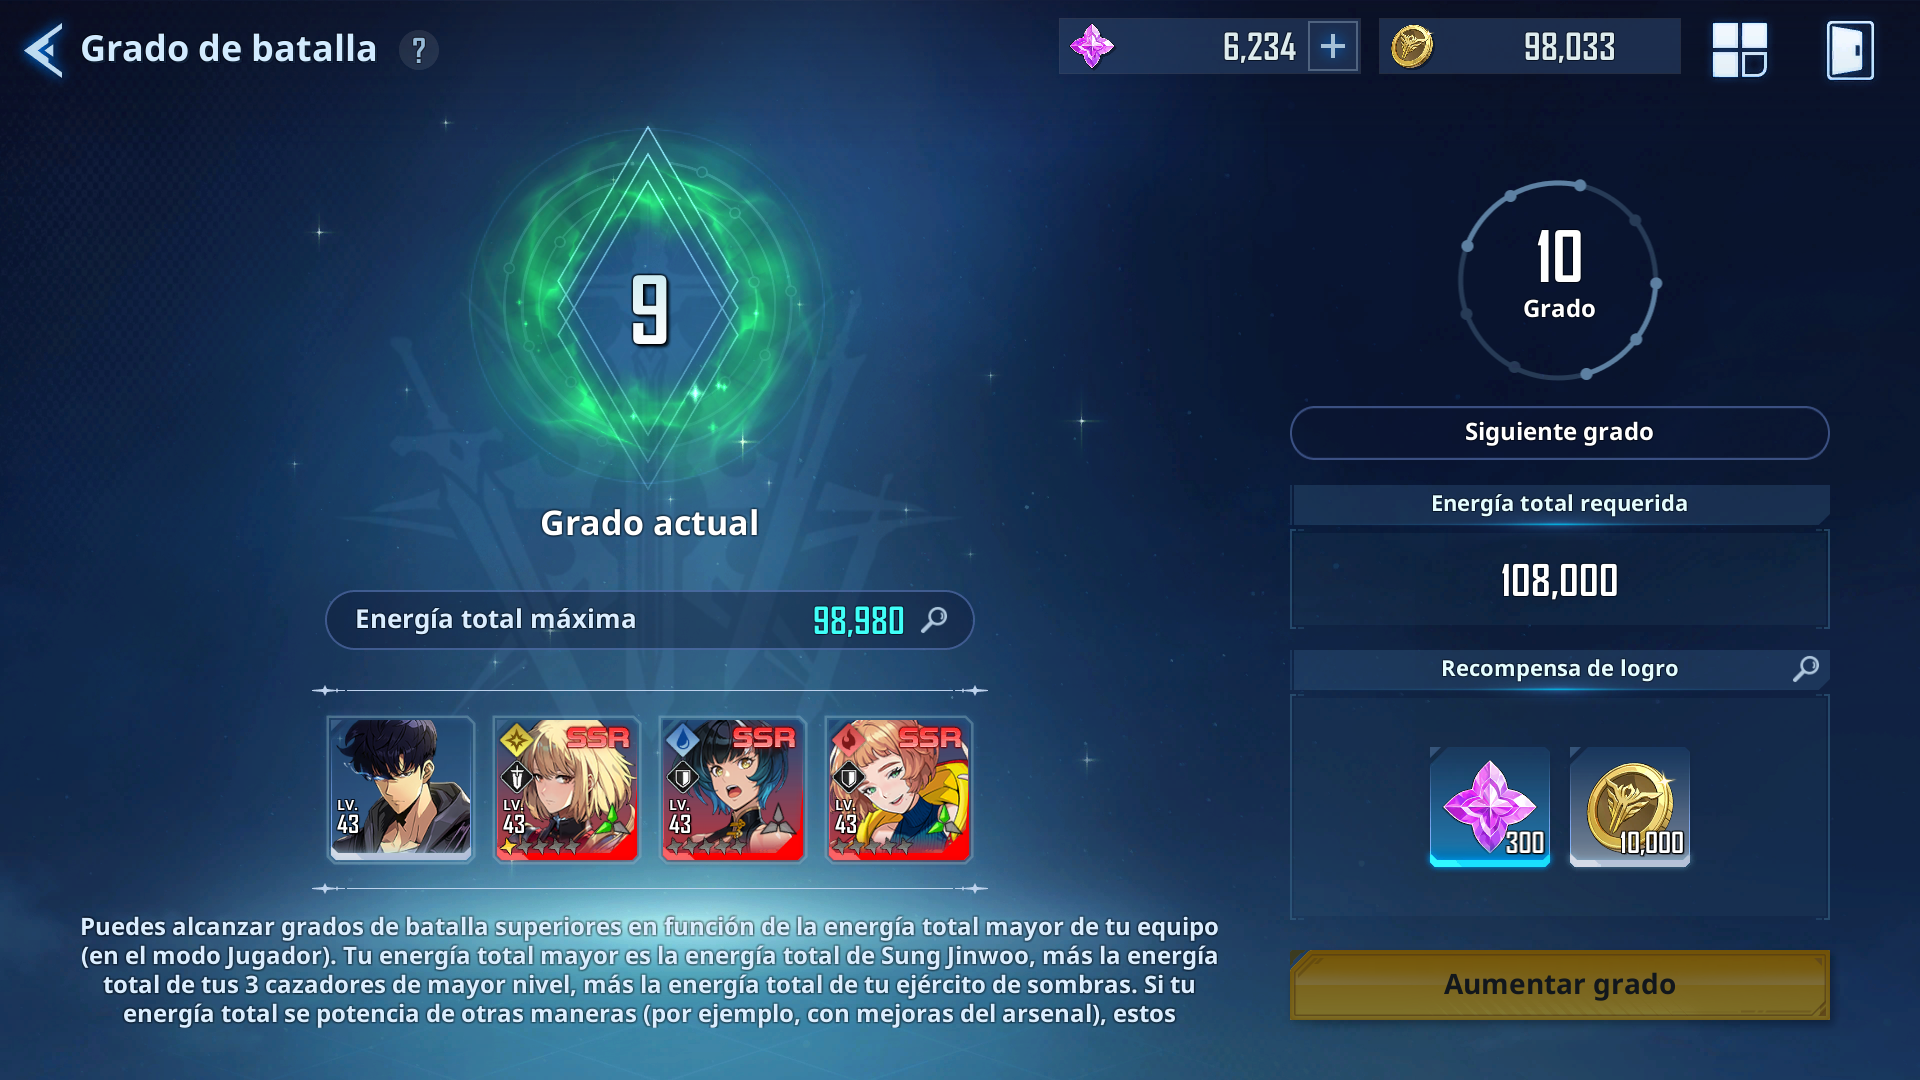 Grado de batalla
?
6,234
98,033
9
Grado actual
Energía total máxima 98,980
LV. 43
SSR
LV. 43
SSR
LV. 43
SSR
LV. 43
Puedes alcanzar grados de batalla superiores en función de la energía total mayor de tu equipo
(en el modo Jugador). Tu energía total mayor es la energía total de Sung Jinwoo, más la energía
total de tus 3 cazadores de mayor nivel, más la energía total de tu ejército de sombras. Si tu
energía total se potencia de otras maneras (por ejemplo, con mejoras del arsenal), estos
10
Grado
Siguiente grado
Energía total requerida
108,000
Recompensa de logro
300
10,000
Aumentar grado